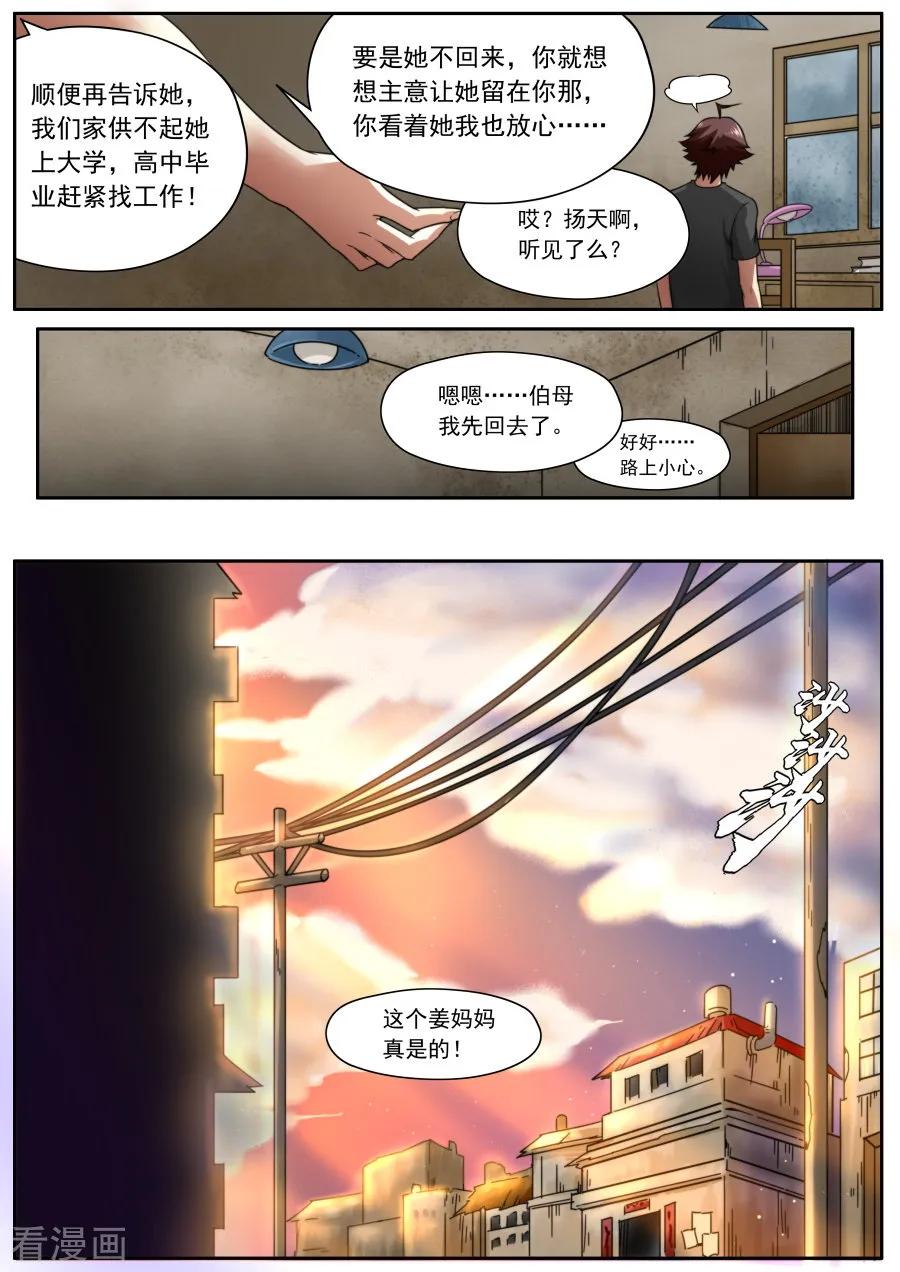 顺便再告诉她，
我们家供不起她
上大学，高中毕
业赶紧找工作！
要是她不回来，你就想
想主意让她留在你那，
你看着她我也放心……
哎？扬天啊，
听见了么？
嗯嗯……伯母
我先回去了。
好好……
路上小心。
沙
沙
沙
这个姜妈妈
真是的！
看漫画